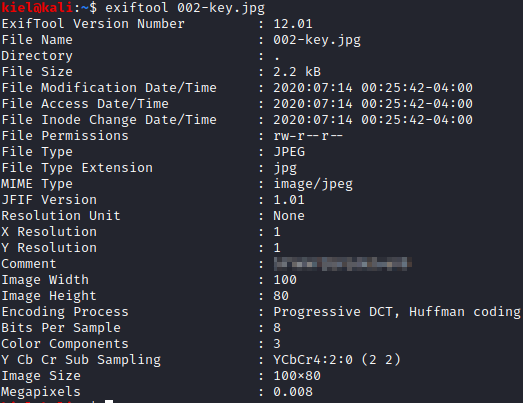 kiel@kali:~$ exiftool 002-key.jpg
ExifTool Version Number : 12.01
File Name : 002-key.jpg
Directory : .
File Size : 2.2 kB
File Modification Date/Time : 2020:07:14 00:25:42-04:00
File Access Date/Time : 2020:07:14 00:25:42-04:00
File Inode Change Date/Time : 2020:07:14 00:25:42-04:00
File Permissions : rw-r--r--
File Type : JPEG
File Type Extension : jpg
MIME Type : image/jpeg
JFIF Version : 1.01
Resolution Unit : None
X Resolution : 1
Y Resolution : 1
Comment :
Image Width : 100
Image Height : 80
Encoding Process : Progressive DCT, Huffman coding
Bits Per Sample : 8
Color Components : 3
Y Cb Cr Sub Sampling : YCbCr4:2:0 (2 2)
Image Size : 100×80
Megapixels : 0.008